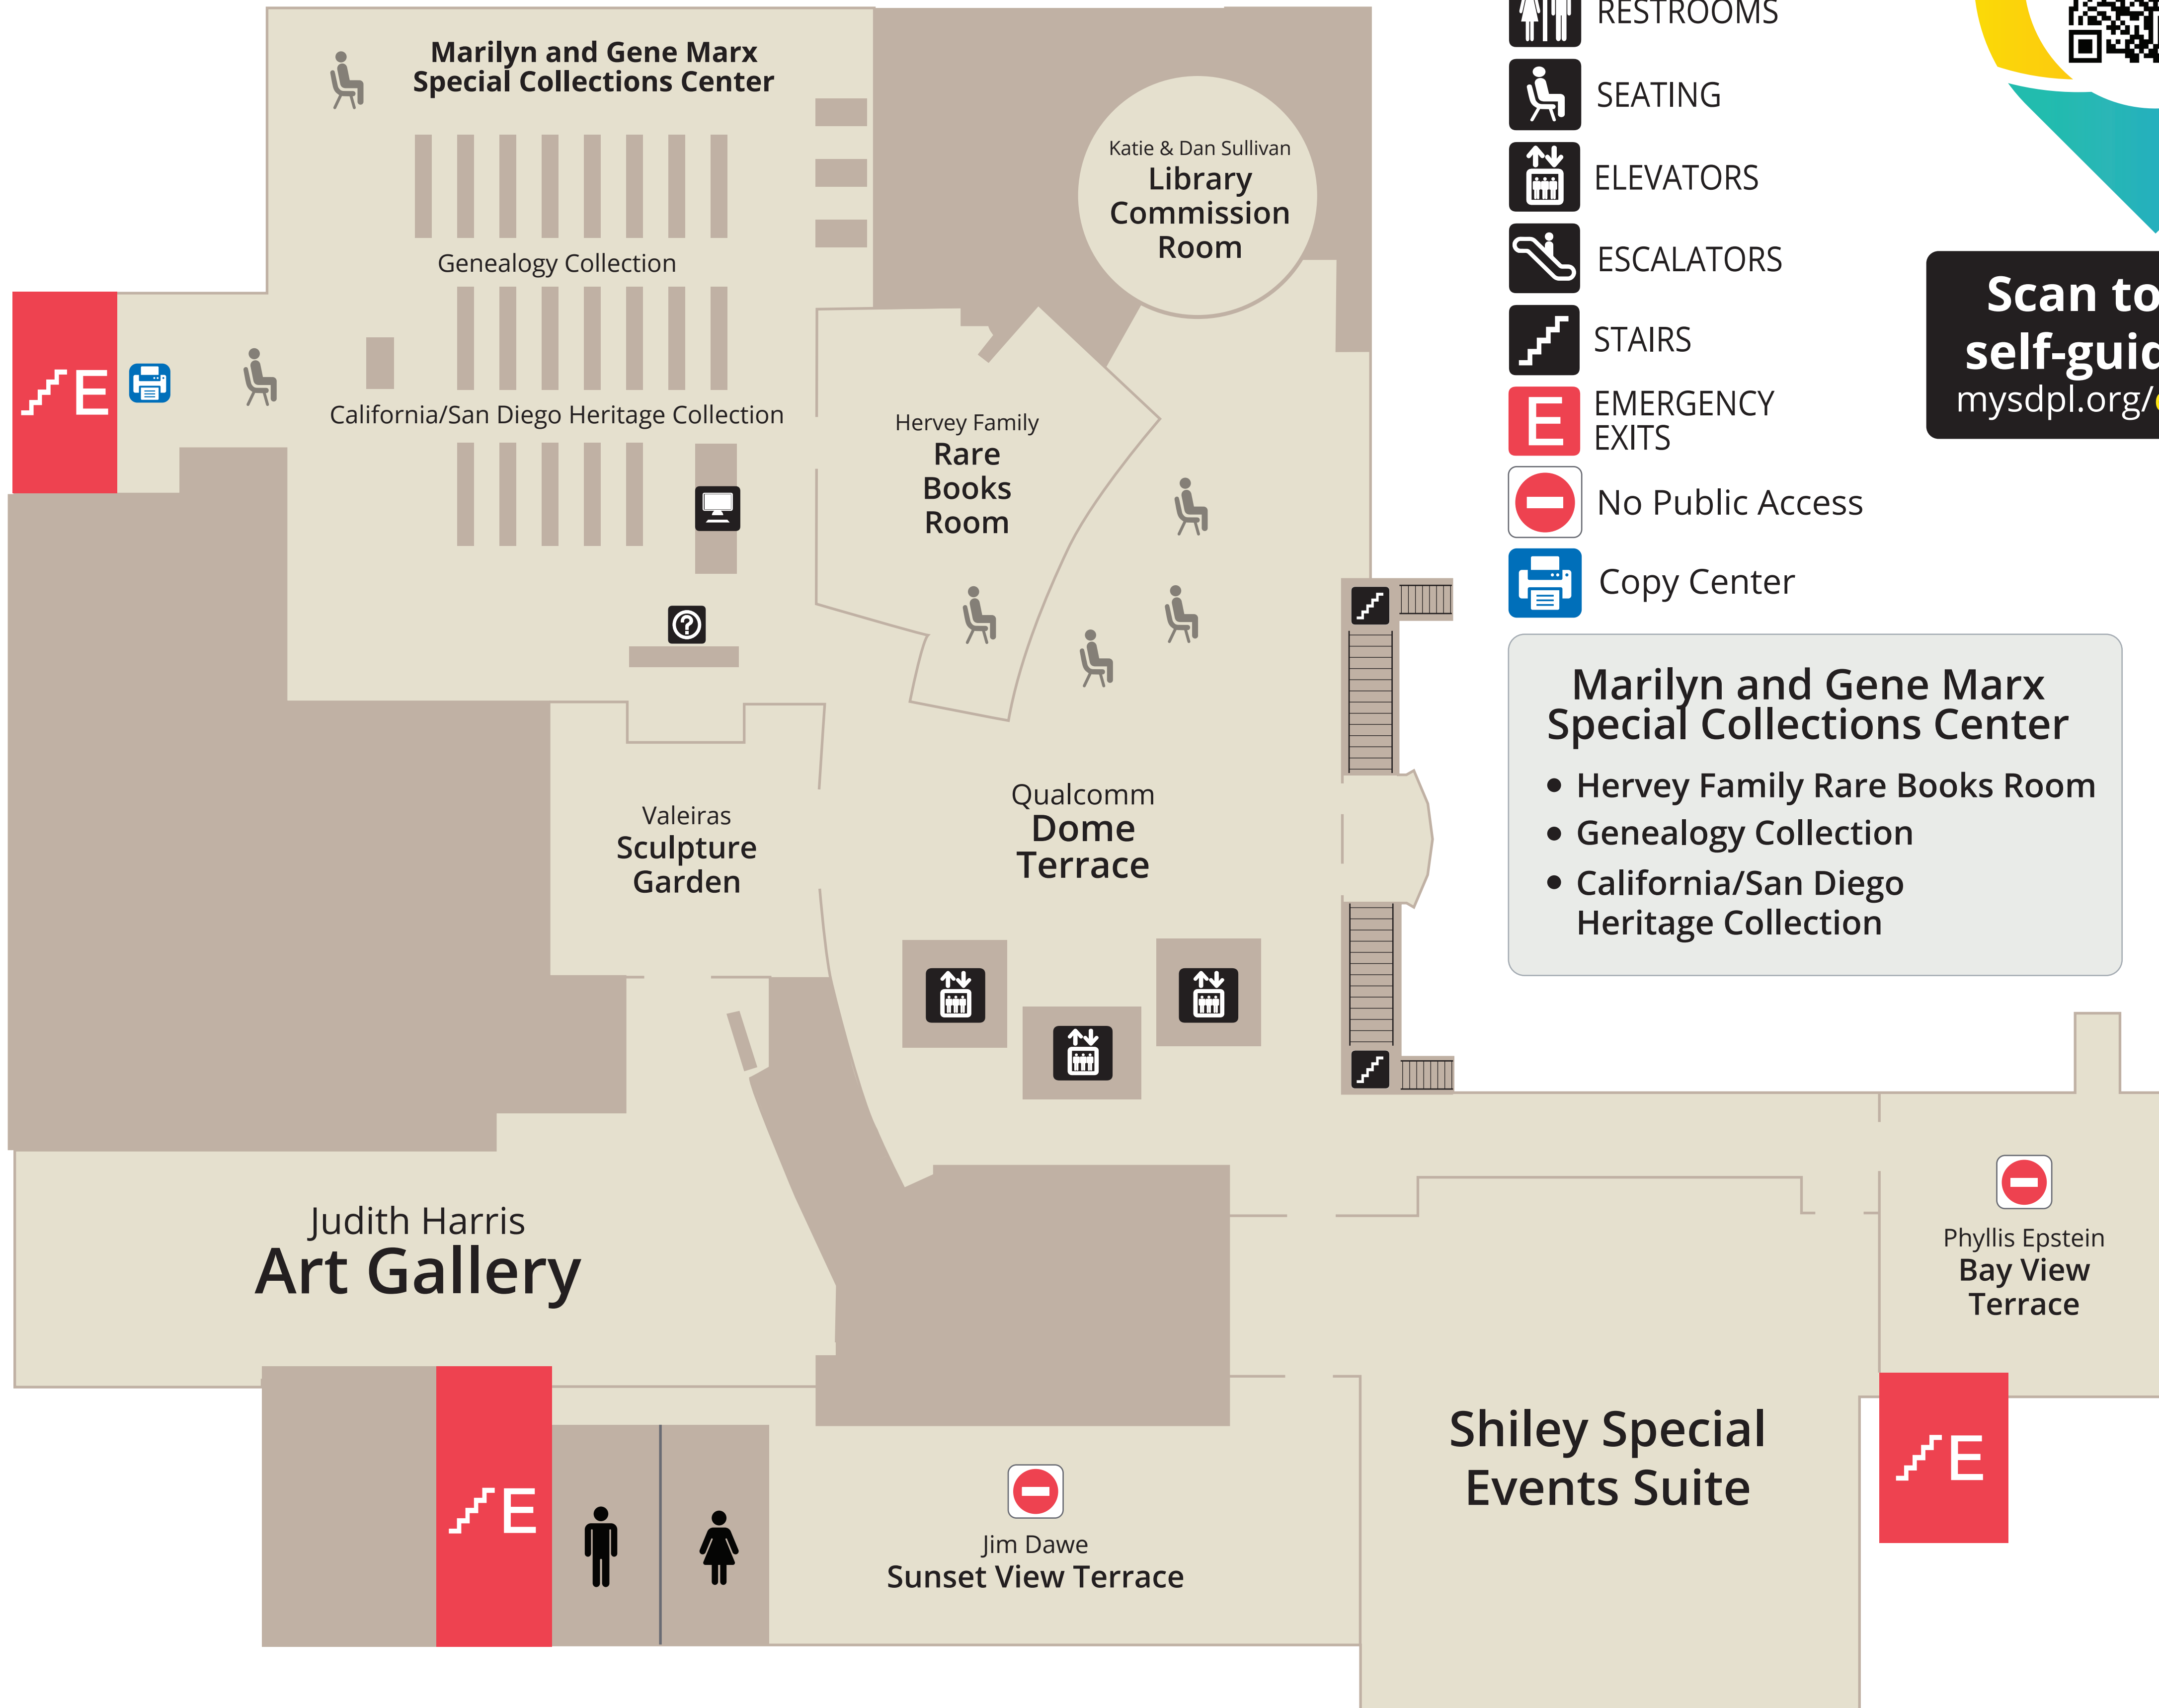 Marilyn and Gene Marx
Special Collections Center
Genealogy Collection
California/San Diego Heritage Collection
Katie & Dan Sullivan
Library
Commission
Room
Hervey Family
Rare
Books
Room
E
?
Valeiras
Sculpture
Garden
Qualcomm
Dome
Terrace
Judith Harris
Art Gallery
E
Jim Dawe
Sunset View Terrace
Shiley Special
Events Suite
Phyllis Epstein
Bay View
Terrace
E
RESTROOMS
SEATING
ELEVATORS
ESCALATORS
STAIRS
E
EMERGENCY
EXITS
No Public Access
Copy Center
Scan to
self-guid
mysdpl.org/
Marilyn and Gene Marx
Special Collections Center
• Hervey Family Rare Books Room
• Genealogy Collection
• California/San Diego
Heritage Collection